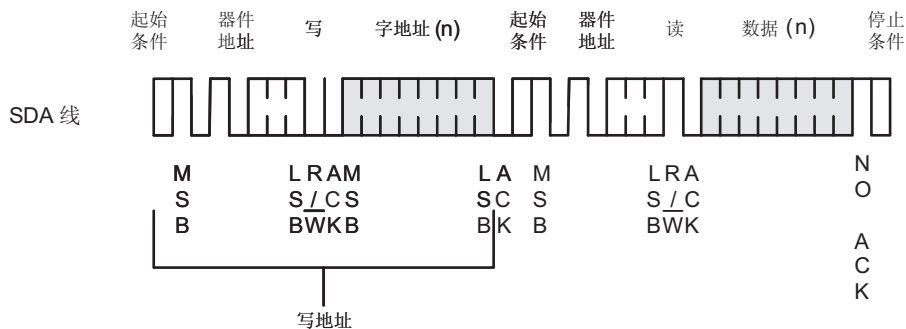 起始 器件 写 字地址 (n) 起始 器件 读 数据 (n) 停止
条件 地址 条件 地址 条件
SDA 线
M L R A M L A M L R A N
S S / C S S C S S / C O
B B W K B B K B B W K
A
C
K
写地址